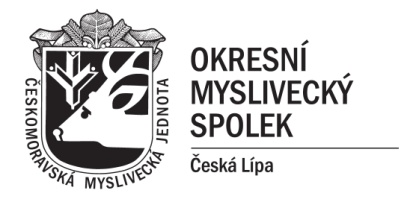 ČESKOMORAVSKÁ MYSLIVECKÁ JEDNOTA
OKRESNÍ
MYSLIVECKÝ
SPOLEK
Česká Lípa